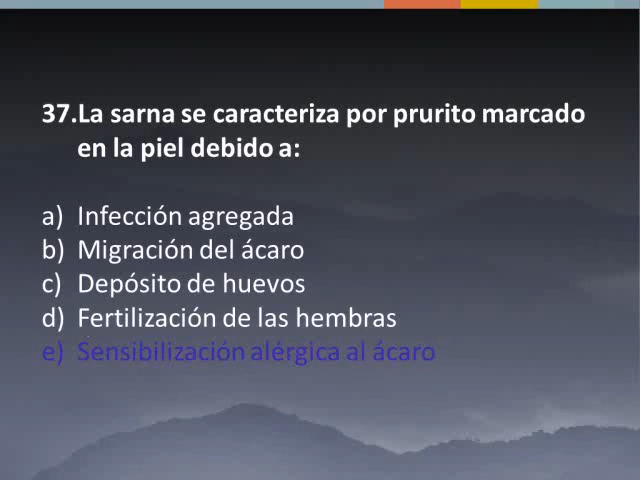 37.La sarna se caracteriza por prurito marcado
en la piel debido a:
a) Infección agregada
b) Migración del ácaro
c) Depósito de huevos
d) Fertilización de las hembras
e) Sensibilización alérgica al ácaro